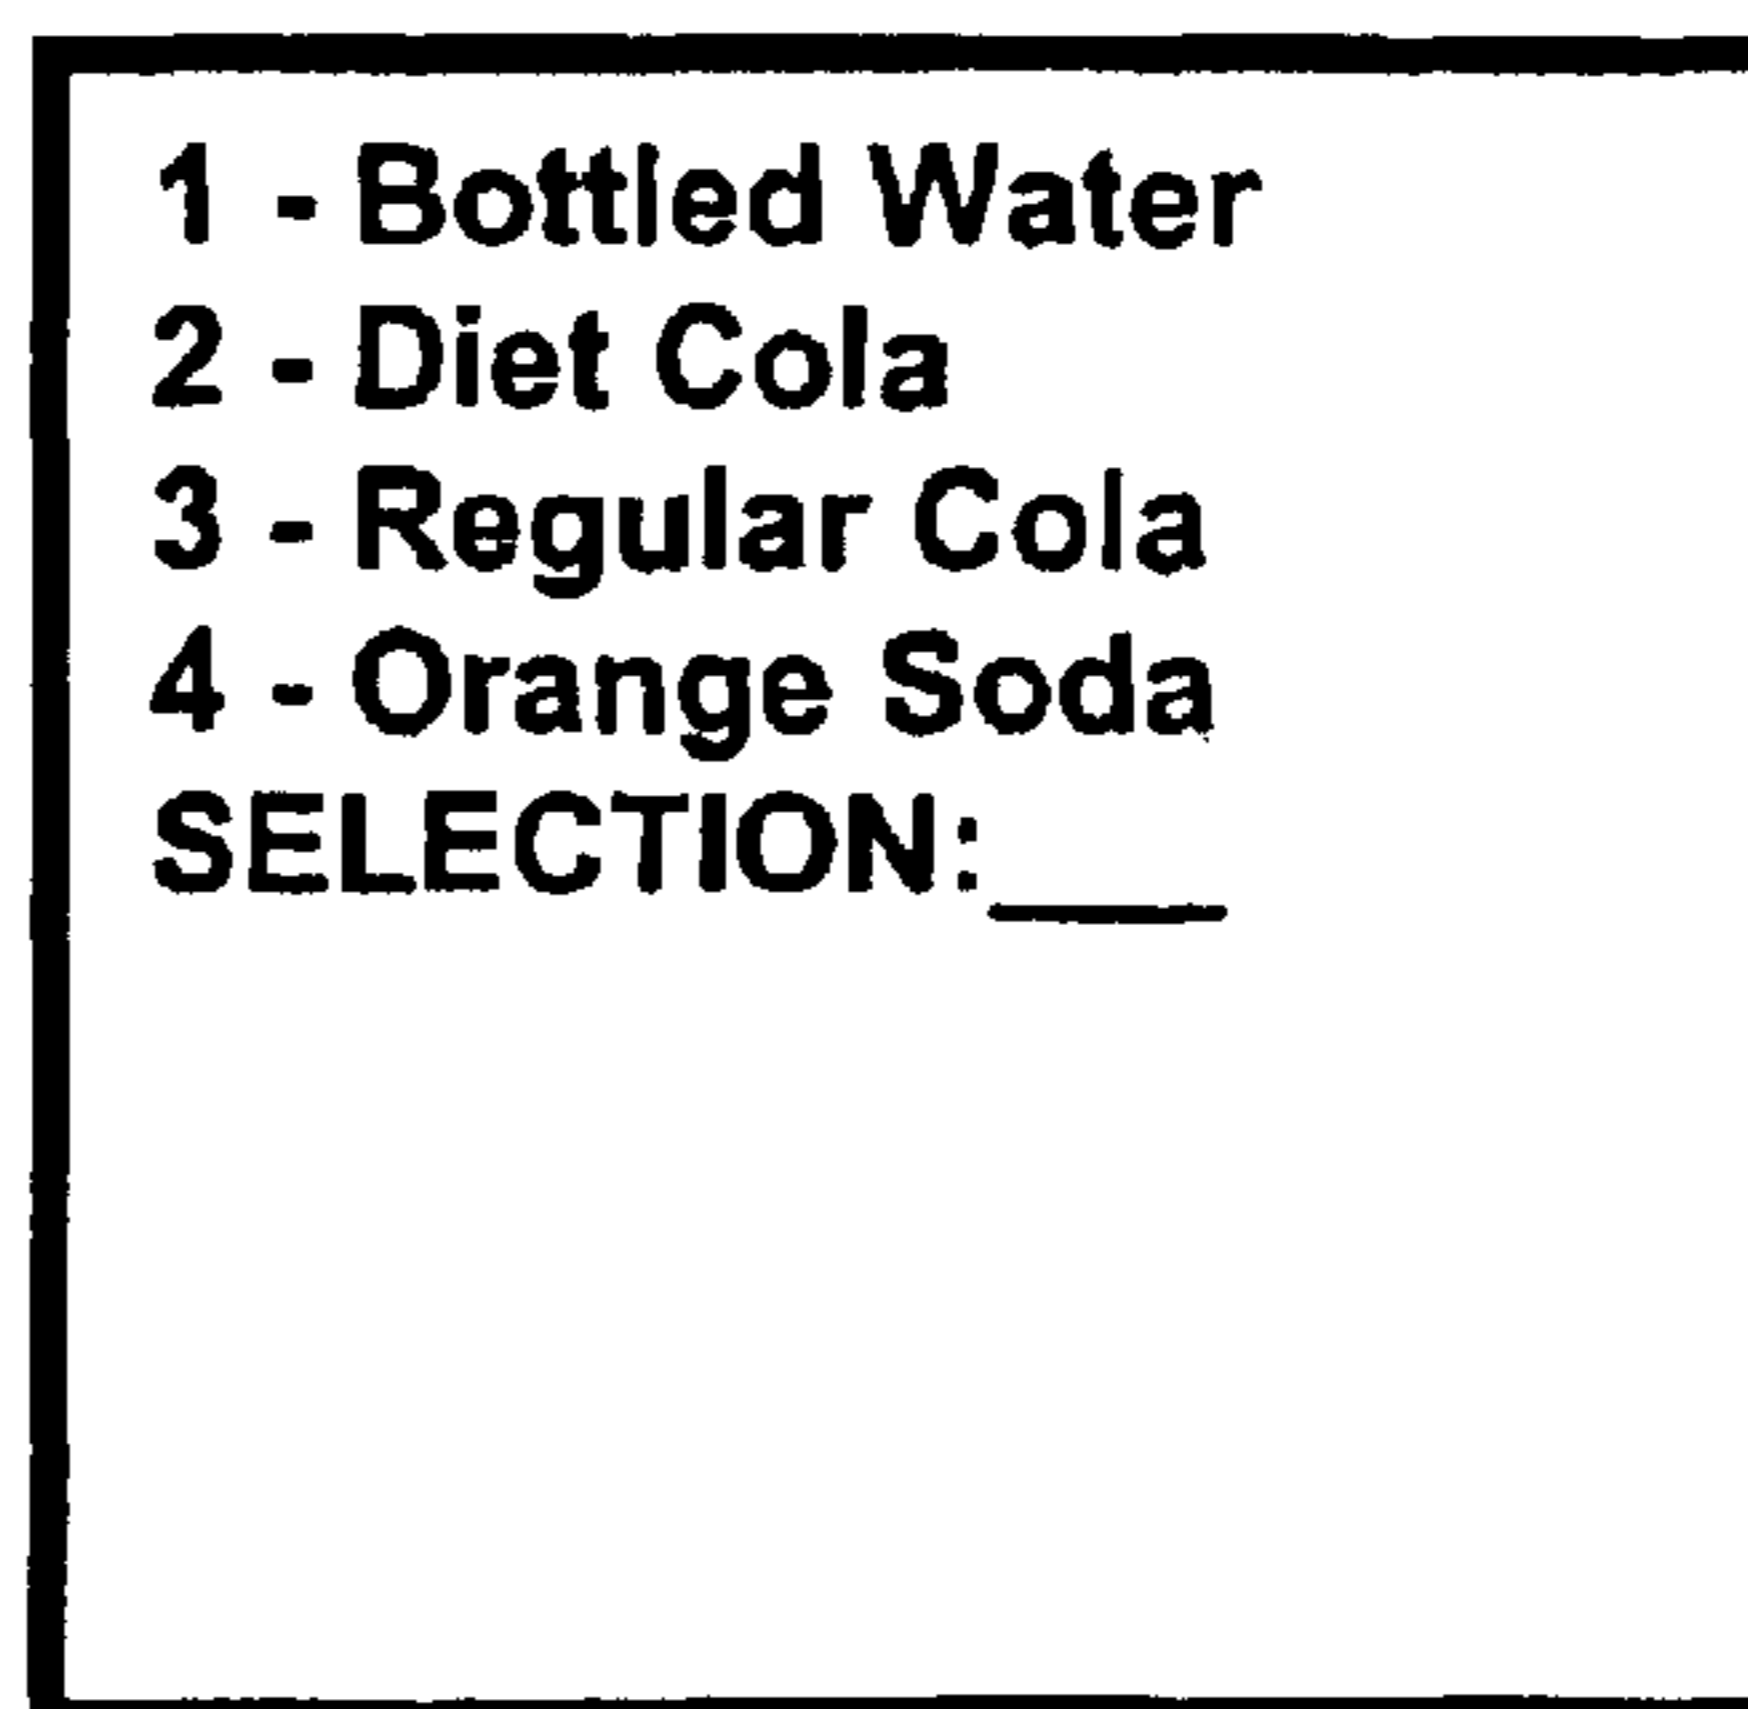 1 - Bottled Water
2 - Diet Cola
3 - Regular Cola
4 - Orange Soda
SELECTION:___